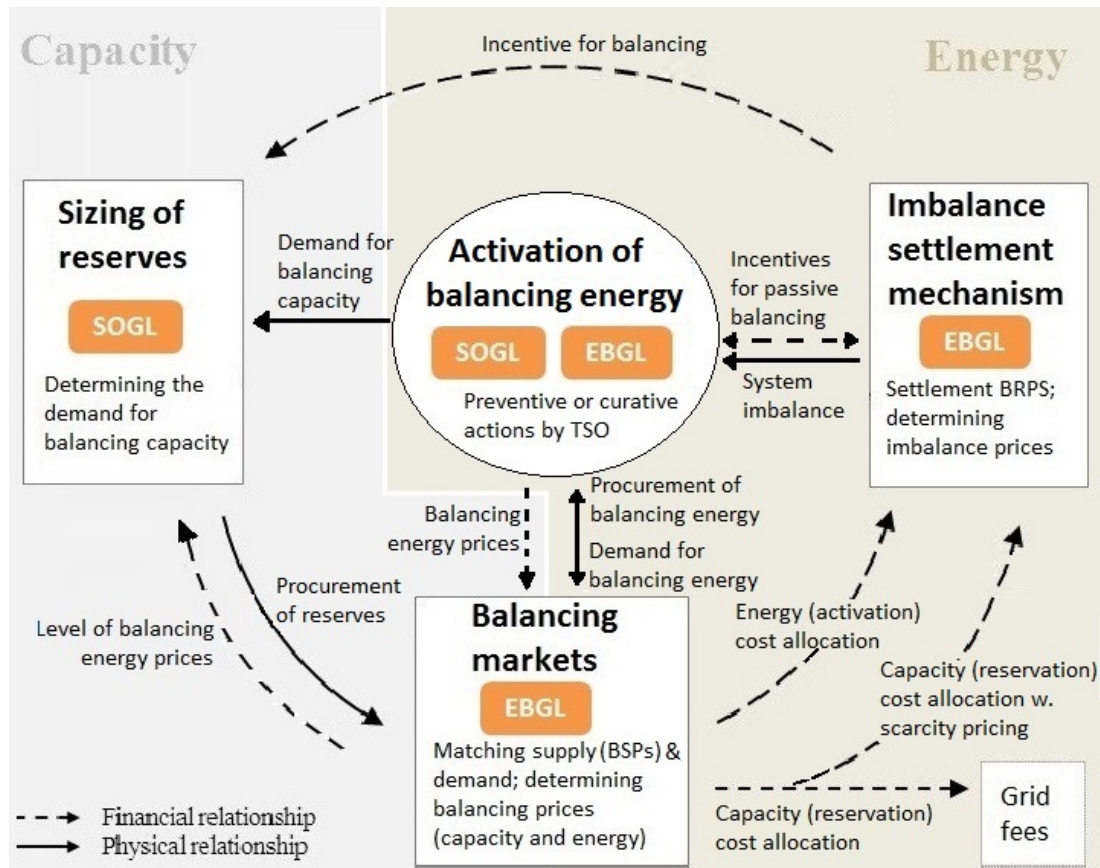 Capacity
Incentive for balancing
Energy
Sizing of
reserves
SOGL
Determining the
demand for
balancing capacity
Demand for
balancing
capacity
Activation of
balancing energy
SOGL
EBGL
Preventive or curative
actions by TSO
Incentives
for passive
balancing
System
imbalance
Imbalance
settlement
mechanism
EBGL
Settlement BRPS;
determining
imbalance prices
Balancing
energy prices
Procurement of
balancing energy
Demand for
balancing energy
Level of balancing
energy prices
Procurement
of reserves
Balancing
markets
EBGL
Matching supply (BSPs) &
demand; determining
balancing prices
(capacity and energy)
Energy (activation)
cost allocation
Capacity (reservation)
cost allocation w.
scarcity pricing
Capacity (reservation)
cost allocation
Grid
fees
Financial relationship
Physical relationship